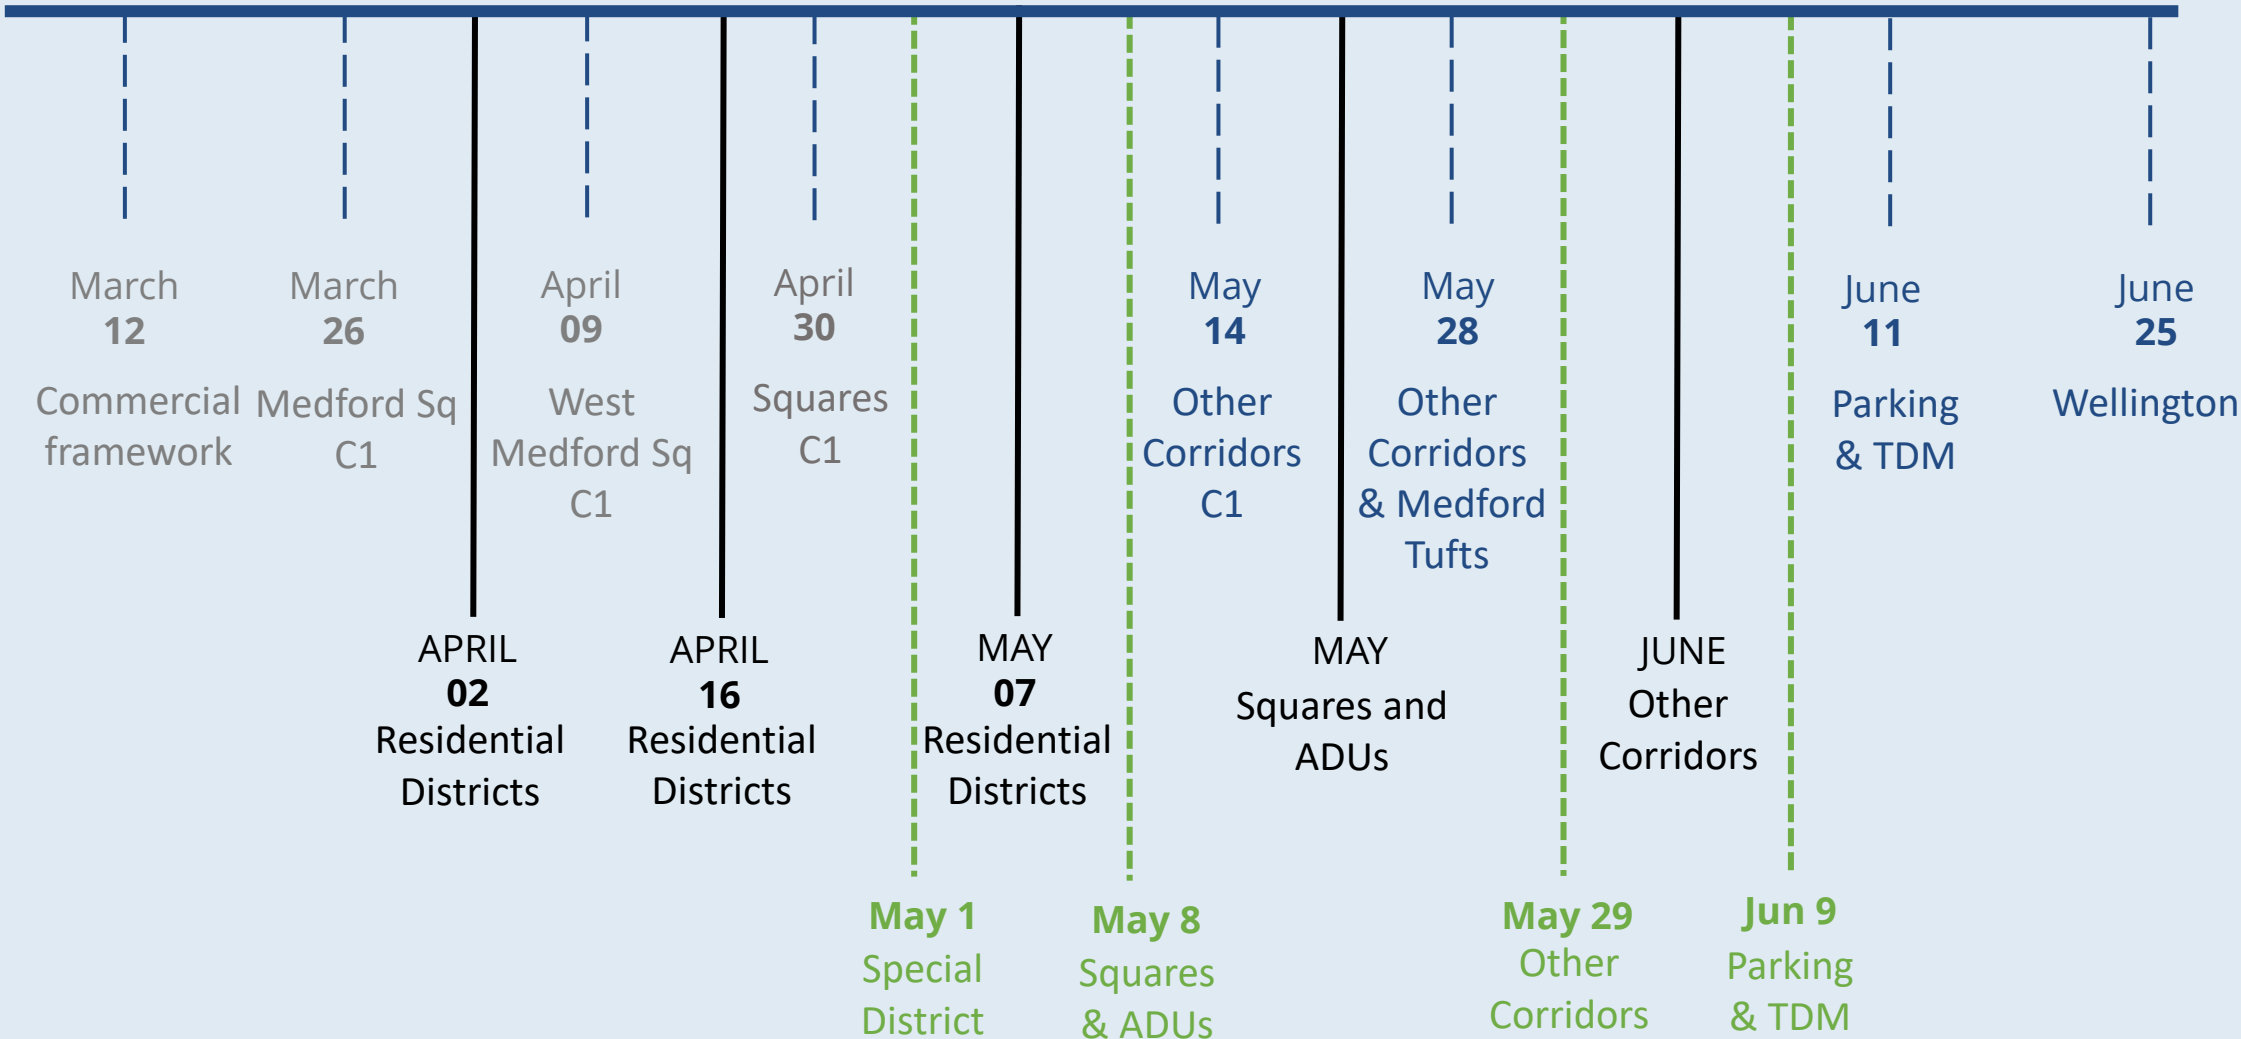 March
12
Commercial
framework
March
26
Medford Sq
C1
April
09
West
Medford Sq
C1
April
30
Squares
C1
May
14
Other
Corridors
C1
May
28
Other
Corridors
& Medford
Tufts
June
11
Parking
& TDM
June
25
Wellington
APRIL
02
Residential
Districts
APRIL
16
Residential
Districts
MAY
07
Residential
Districts
MAY
Squares and
ADUs
JUNE
Other
Corridors
May 1
Special
District
May 8
Squares
& ADUs
May 29
Other
Corridors
Jun 9
Parking
& TDM